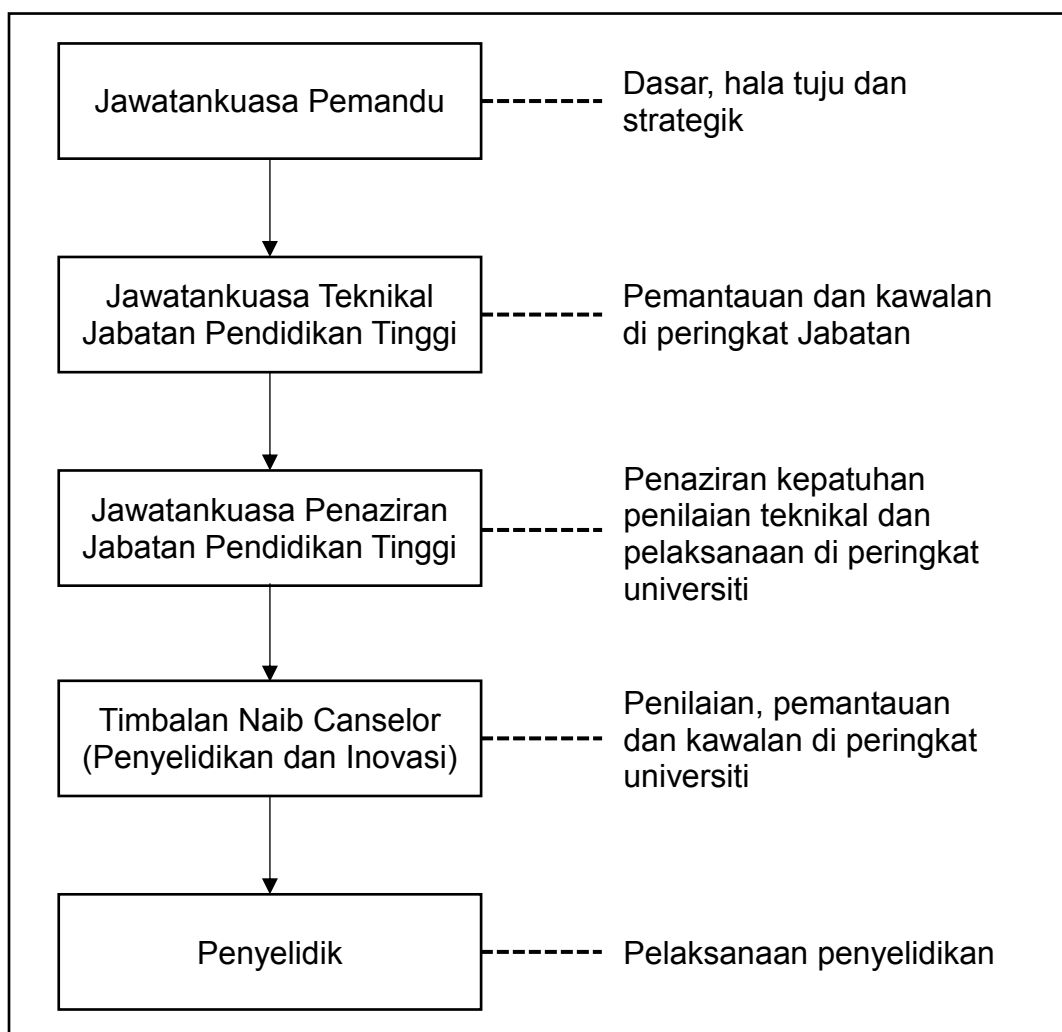 Jawatankuasa Pemandu
Dasar, hala tuju dan
strategik
Jawatankuasa Teknikal
Jabatan Pendidikan Tinggi
Pemantauan dan kawalan
di peringkat Jabatan
Jawatankuasa Penaziran
Jabatan Pendidikan Tinggi
Penaziran kepatuhan
penilaian teknikal dan
pelaksanaan di peringkat
universiti
Timbalan Naib Canselor
(Penyelidikan dan Inovasi)
Penilaian, pemantauan
dan kawalan di peringkat
universiti
Penyelidik
Pelaksanaan penyelidikan